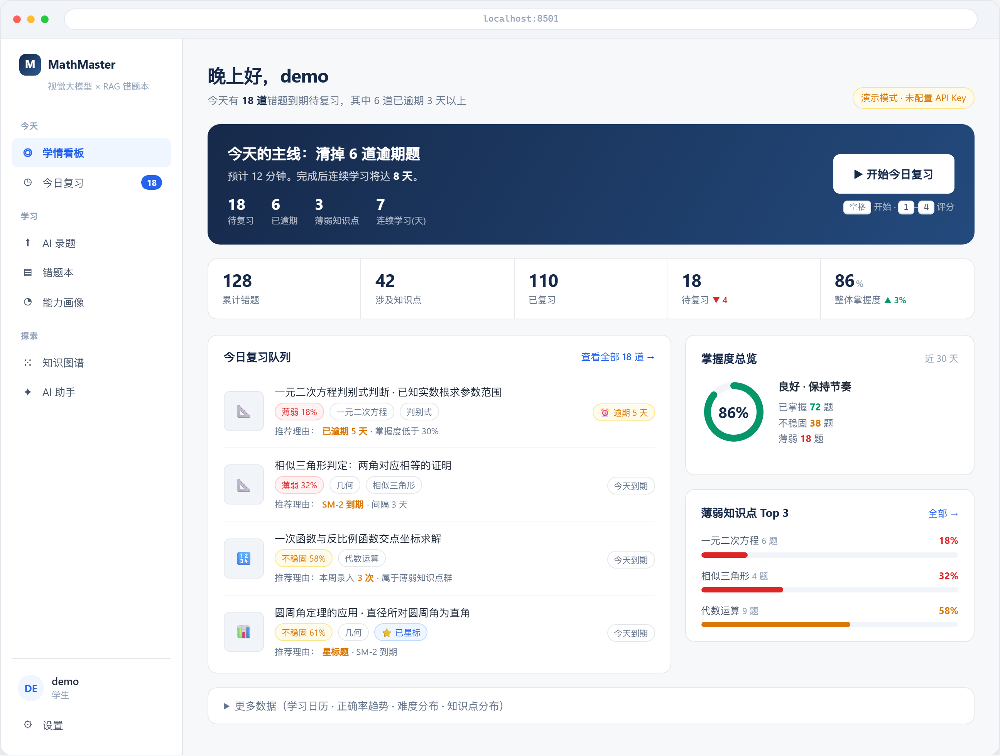 localhost:8501
M MathMaster
视觉大模型 × RAG 错题本
今天
学情看板
今日复习 18
学习
AI 录题
错题本
能力画像
探索
知识图谱
AI 助手
DE demo
学生
设置
晚上好，demo
今天有 18 道错题到期待复习，其中 6 道已逾期 3 天以上
演示模式 · 未配置 API Key
今天的主线：清掉 6 道逾期题
预计 12 分钟。完成后连续学习将达 8 天。
18 待复习
6 已逾期
3 薄弱知识点
7 连续学习(天)
▶ 开始今日复习
空格 开始 · 1 – 4 评分
128
累计错题
42
涉及知识点
110
已复习
18
待复习 ▼ 4
86%
整体掌握度 ▲ 3%
今日复习队列 查看全部 18 道 →
一元二次方程判别式判断 · 已知实数根求参数范围
薄弱 18% 一元二次方程 判别式
推荐理由： 已逾期 5 天 · 掌握度低于 30%
⏰ 逾期 5 天
相似三角形判定：两角对应相等的证明
薄弱 32% 几何 相似三角形
推荐理由： SM-2 到期 · 间隔 3 天
今天到期
1 2
3 4
一次函数与反比例函数交点坐标求解
不稳固 58% 代数运算
推荐理由：本周录入 3 次 · 属于薄弱知识点群
今天到期
圆周角定理的应用 · 直径所对圆周角为直角
不稳固 61% 几何 ⭐ 已星标
推荐理由： 星标题 · SM-2 到期
今天到期
掌握度总览 近 30 天
86%
良好 · 保持节奏
已掌握 72 题
不稳固 38 题
薄弱 18 题
薄弱知识点 Top 3 全部 →
一元二次方程 6 题 18%
相似三角形 4 题 32%
代数运算 9 题 58%
▶ 更多数据（学习日历 · 正确率趋势 · 难度分布 · 知识点分布）